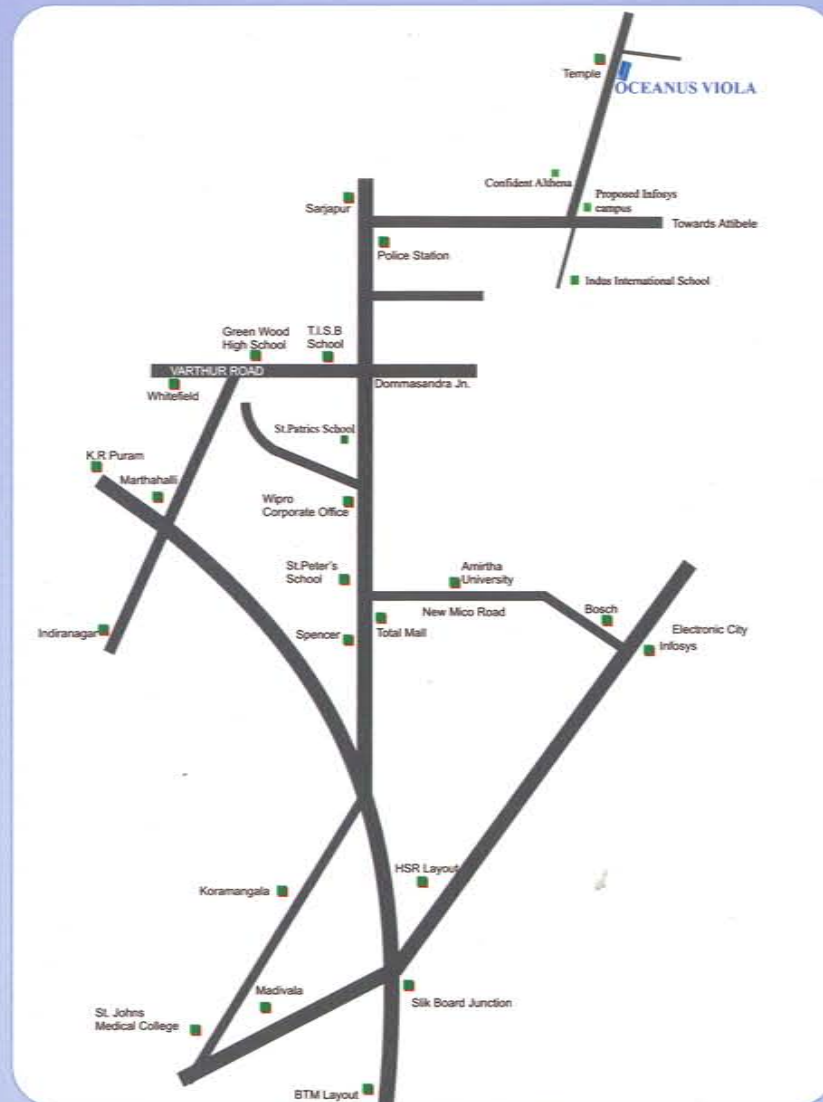 Temple
OCEANUS VIOLA
Confident Althena
Proposed Infosys
campus
Sarjapur
Towards Attibele
Police Station
Indus International School
Green Wood
High School
T.I.S.B
School
VARTHUR ROAD
Dommasandra Jn.
Whitefield
St.Patrics School
K.R Puram
Marthahalli
Wipro
Corporate Office
St.Peter's
School
Amirtha
University
New Mico Road
Bosch
Indiranagar
Spencer
Total Mall
Electronic City
Infosys
HSR Layout
Koramangala
Madivala
Slik Board Junction
St. Johns
Medical College
BTM Layout